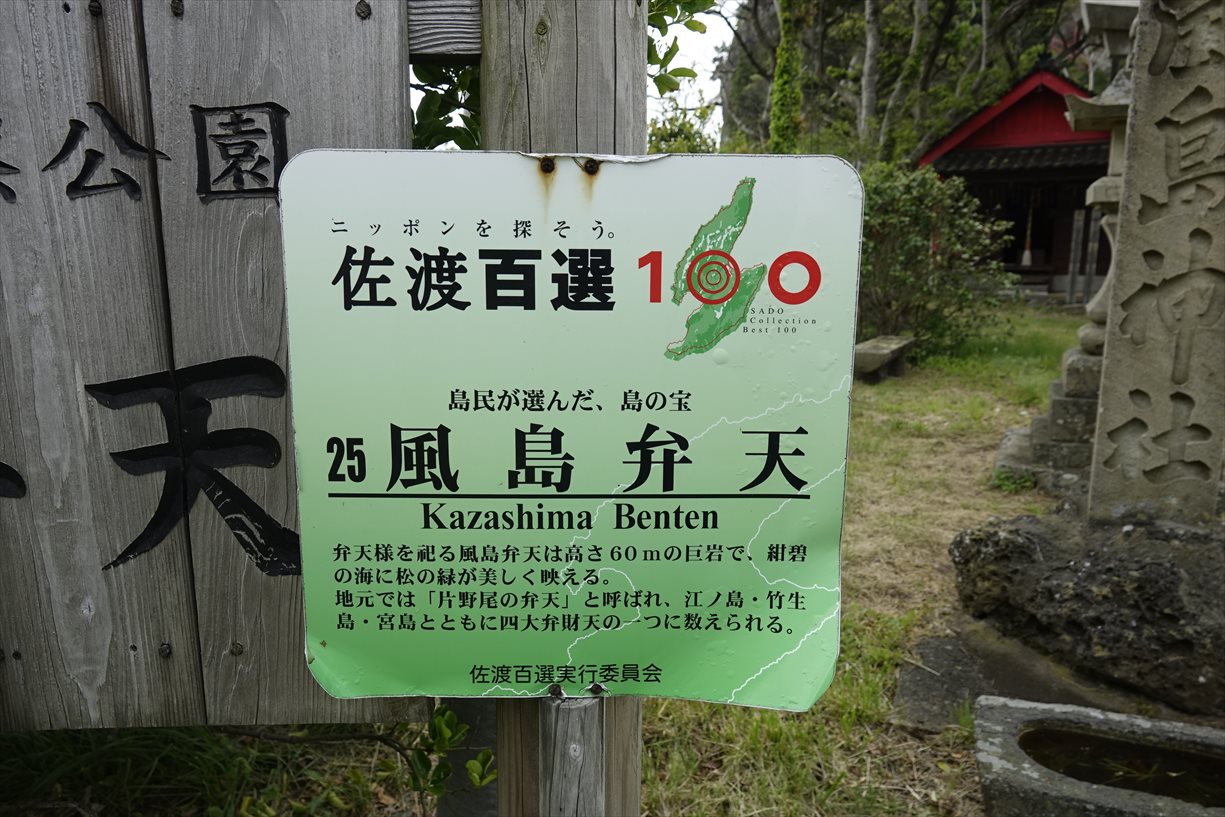 公園
天
ニッポンを探そう。
佐渡百選 100
SADO
Collection
Best 100
島民が選んだ、島の宝
25 風島弁天
Kazashima Benten
弁天様を祀る風島弁天は高さ60mの巨岩で、紺碧
の海に松の緑が美しく映える。
地元では「片野尾の弁天」と呼ばれ、江ノ島・竹生
島・宮島とともに四大弁財天の一つに数えられる。
佐渡百選実行委員会
島神社